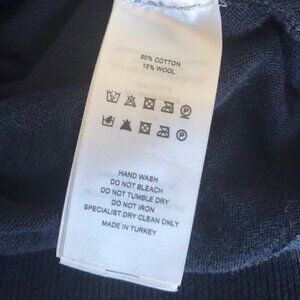 85% COTTON
15% WOOL
HAND WASH
DO NOT BLEACH
DO NOT TUMBLE DRY
DO NOT IRON
SPECIALIST DRY CLEAN ONLY
MADE IN TURKEY